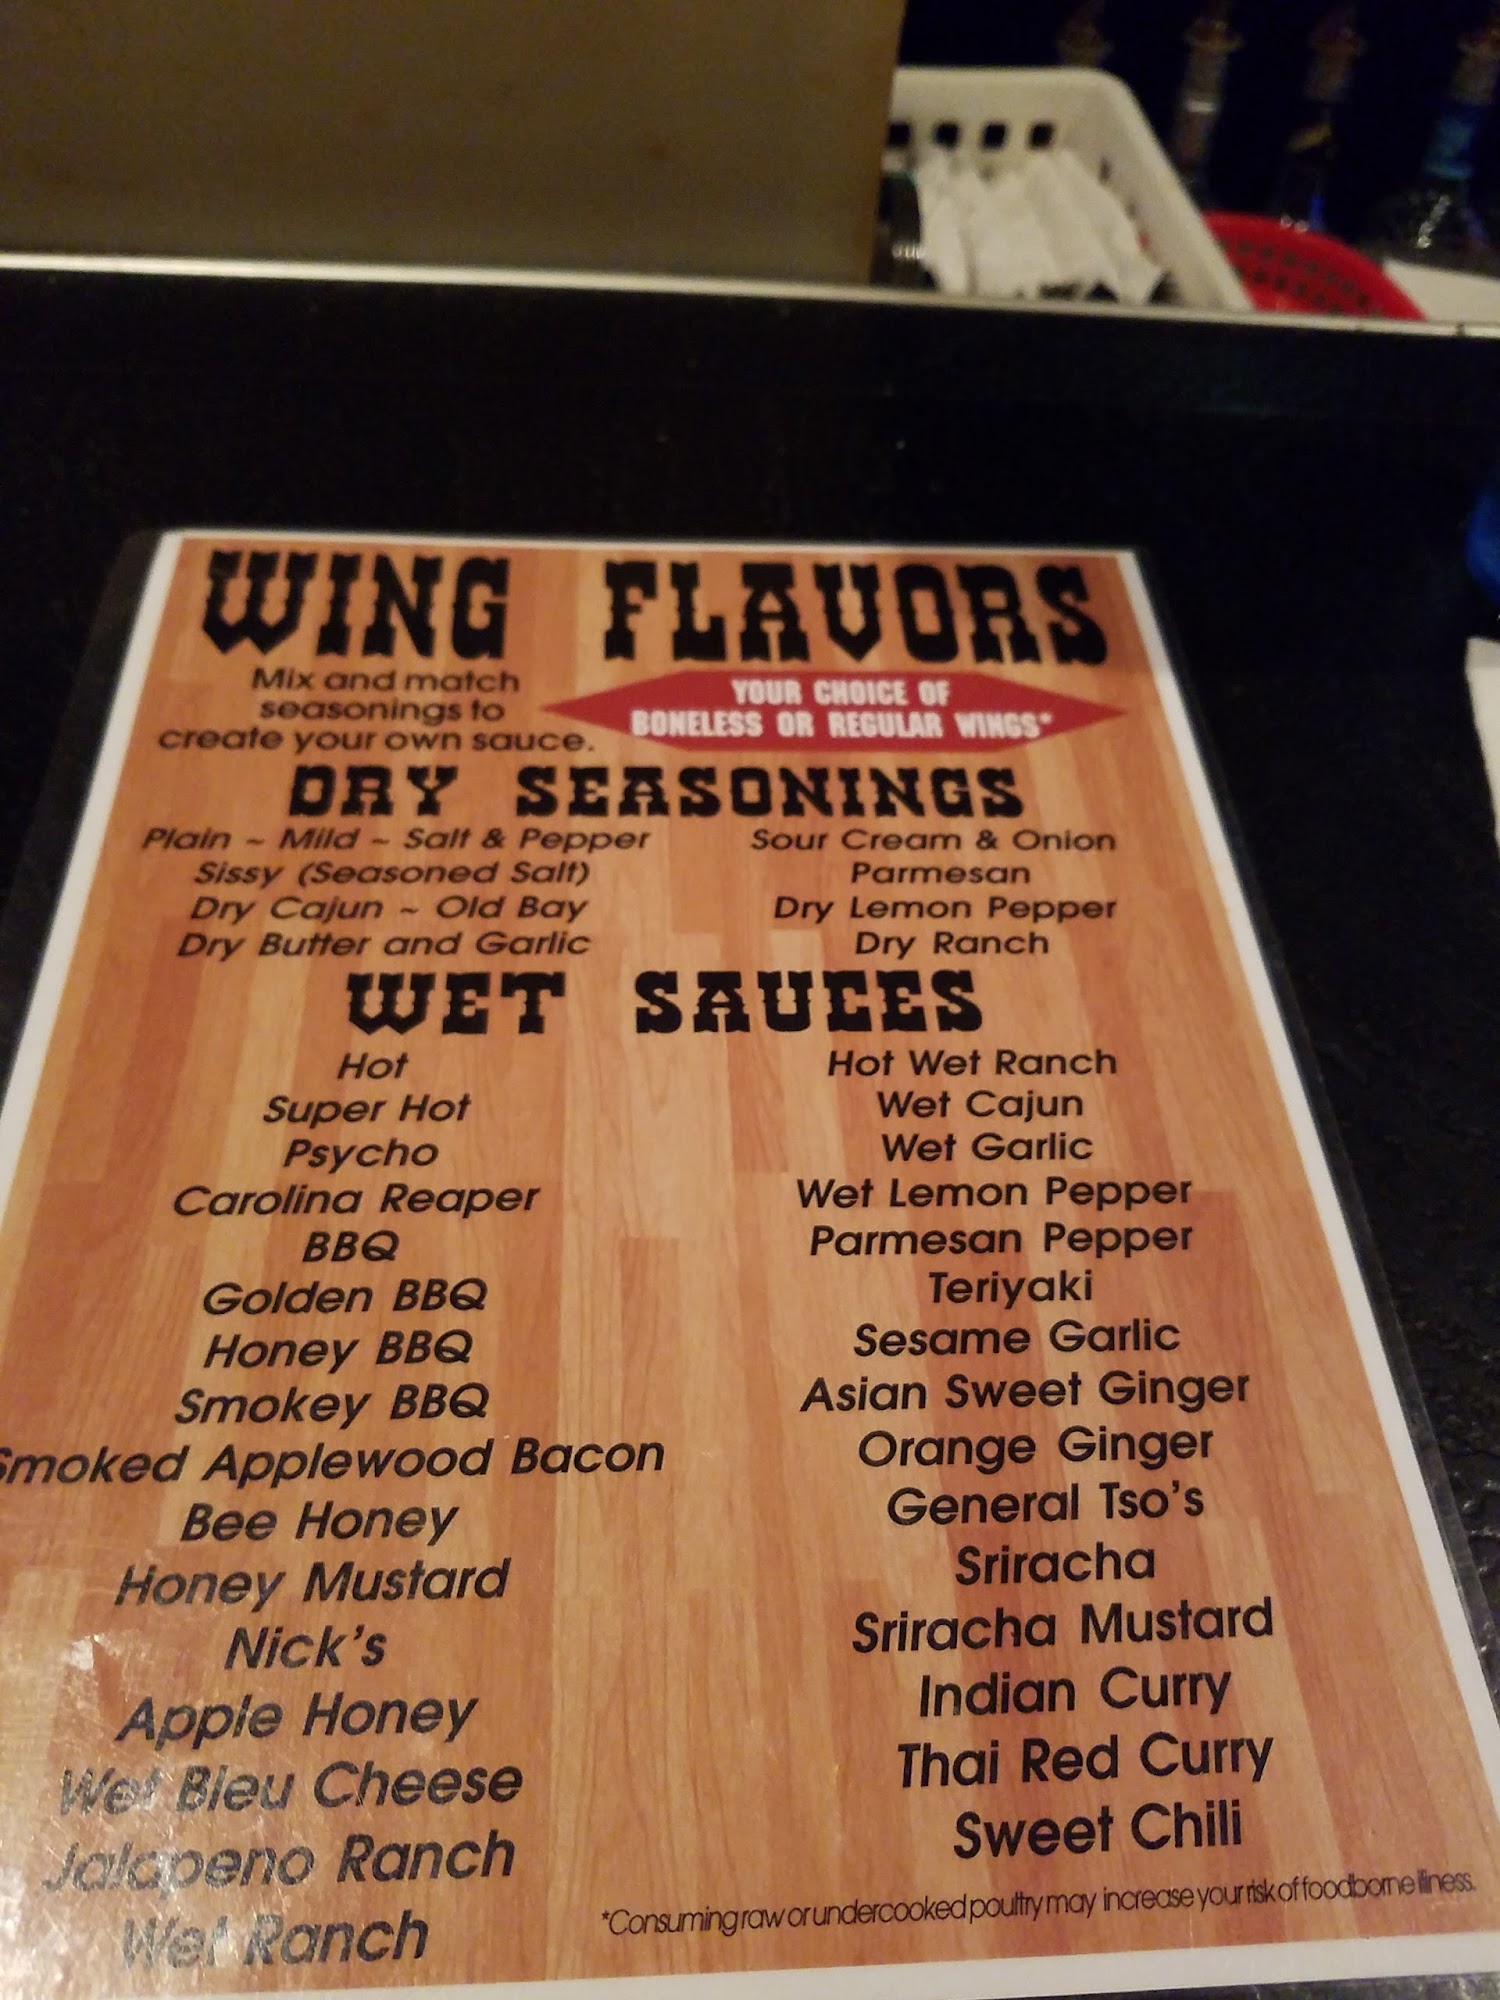 WING FLAVORS
Mix and match
seasonings to
create your own sauce.
YOUR CHOICE OF
BONELESS OR REGULAR WINGS*
DRY SEASONINGS
Plain ~ Mild ~ Salt & Pepper
Sissy (Seasoned Salt)
Dry Cajun ~ Old Bay
Dry Butter and Garlic
Sour Cream & Onion
Parmesan
Dry Lemon Pepper
Dry Ranch
WET SAUCES
Hot
Super Hot
Psycho
Carolina Reaper
BBQ
Golden BBQ
Honey BBQ
Smokey BBQ
Smoked Applewood Bacon
Bee Honey
Honey Mustard
Nick's
Apple Honey
Wet Bleu Cheese
Jalapeno Ranch
Wet Ranch
Hot Wet Ranch
Wet Cajun
Wet Garlic
Wet Lemon Pepper
Parmesan Pepper
Teriyaki
Sesame Garlic
Asian Sweet Ginger
Orange Ginger
General Tso's
Sriracha
Sriracha Mustard
Indian Curry
Thai Red Curry
Sweet Chili
*Consuming raw or undercooked poultry may increase your risk of foodborne illness.